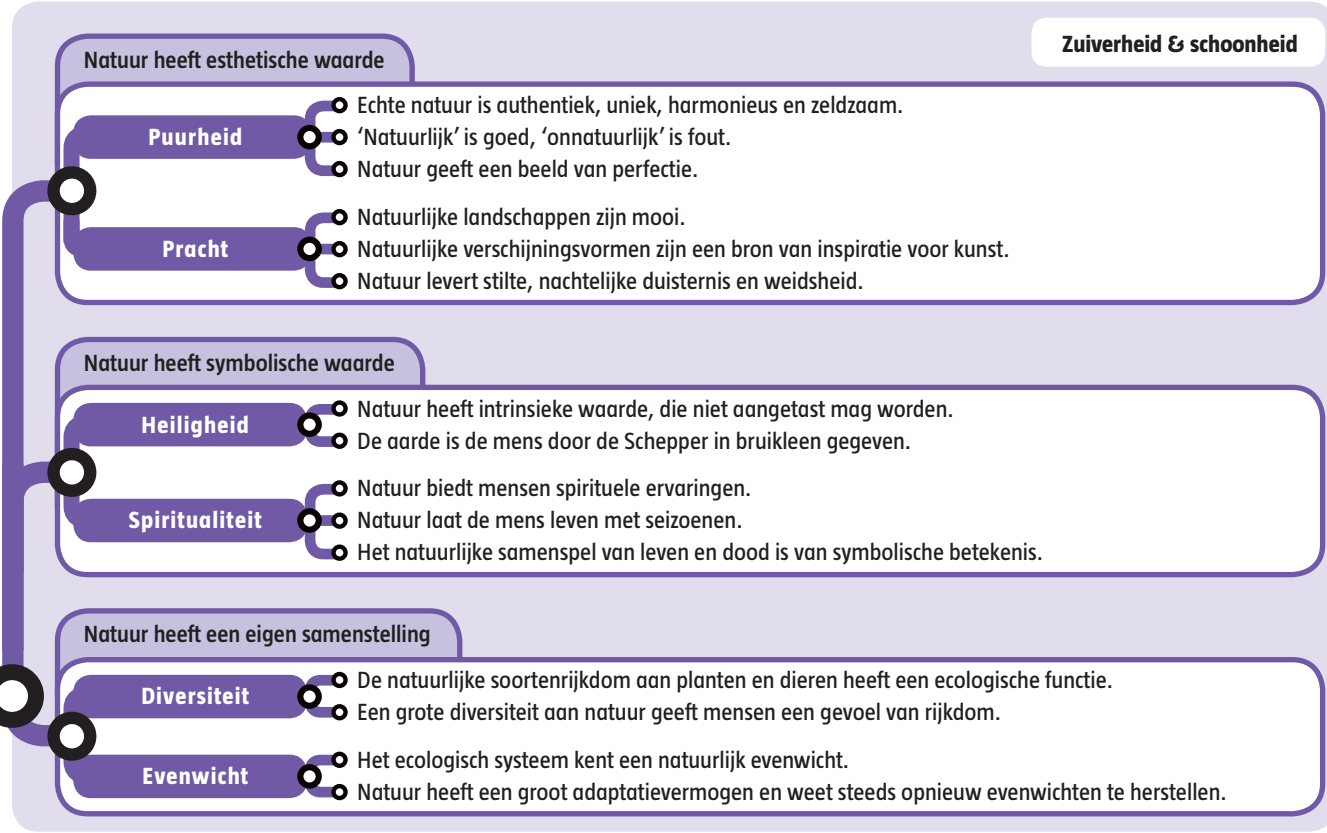 Zuiverheid & schoonheid
Natuur heeft esthetische waarde
Puurheid
Echte natuur is authentiek, uniek, harmonieus en zeldzaam.
‘Natuurlijk’ is goed, ‘onnatuurlijk’ is fout.
Natuur geeft een beeld van perfectie.
Pracht
Natuurlijke landschappen zijn mooi.
Natuurlijke verschijningsvormen zijn een bron van inspiratie voor kunst.
Natuur levert stilte, nachtelijke duisternis en weidsheid.
Natuur heeft symbolische waarde
Heiligheid
Natuur heeft intrinsieke waarde, die niet aangetast mag worden.
De aarde is de mens door de Schepper in bruikleen gegeven.
Spiritualiteit
Natuur biedt mensen spirituele ervaringen.
Natuur laat de mens leven met seizoenen.
Het natuurlijke samenspel van leven en dood is van symbolische betekenis.
Natuur heeft een eigen samenstelling
Diversiteit
De natuurlijke soortenrijkdom aan planten en dieren heeft een ecologische functie.
Een grote diversiteit aan natuur geeft mensen een gevoel van rijkdom.
Evenwicht
Het ecologisch systeem kent een natuurlijk evenwicht.
Natuur heeft een groot adaptatievermogen en weet steeds opnieuw evenwichten te herstellen.